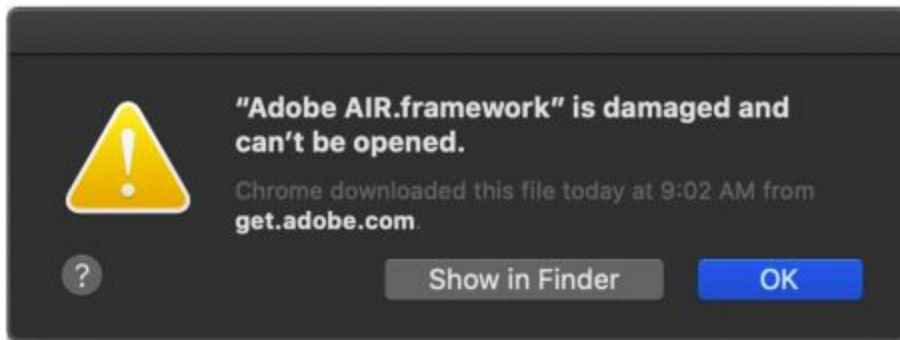 “Adobe AIR.framework” is damaged and
can’t be opened.
Chrome downloaded this file today at 9:02 AM from
get.adobe.com.
?
Show in Finder
OK